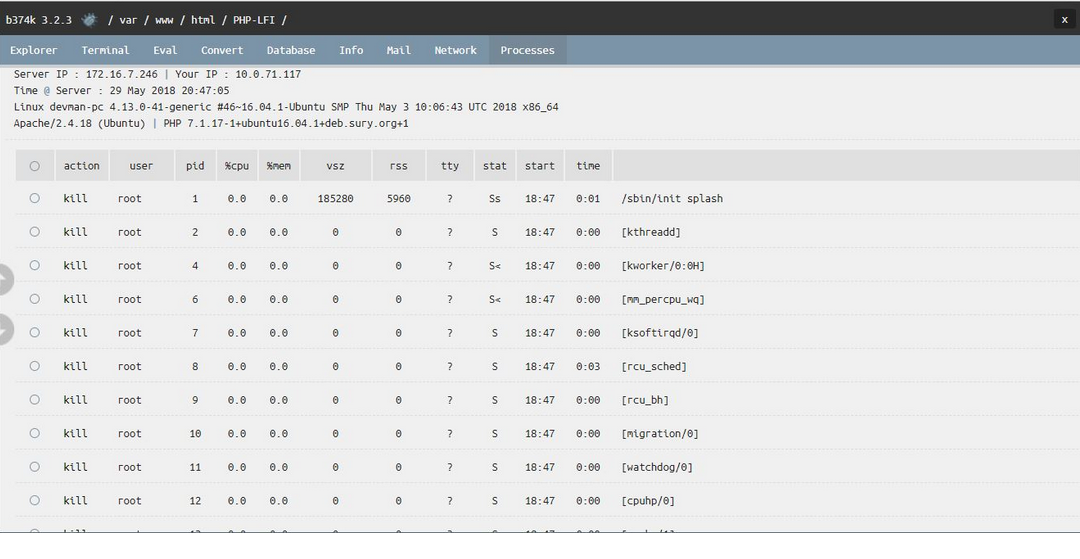 b374k 3.2.3 / var / www / html / PHP-LFI / x
Explorer Terminal Eval Convert Database Info Mail Network Processes
Server IP : 172.16.7.246 | Your IP : 10.0.71.117
Time @ Server : 29 May 2018 20:47:05
Linux devman-pc 4.13.0-41-generic #46~16.04.1-Ubuntu SMP Thu May 3 10:06:43 UTC 2018 x86_64
Apache/2.4.18 (Ubuntu) | PHP 7.1.17-1+ubuntu16.04.1+deb.sury.org+1
action user pid %cpu %mem vsz rss tty stat start time
kill root 1 0.0 0.0 185280 5960 ? Ss 18:47 0:01 /sbin/init splash
kill root 2 0.0 0.0 0 0 ? S 18:47 0:00 [kthreadd]
kill root 4 0.0 0.0 0 0 ? S< 18:47 0:00 [kworker/0:0H]
kill root 6 0.0 0.0 0 0 ? S< 18:47 0:00 [mm_percpu_wq]
kill root 7 0.0 0.0 0 0 ? S 18:47 0:00 [ksoftirqd/0]
kill root 8 0.0 0.0 0 0 ? S 18:47 0:03 [rcu_sched]
kill root 9 0.0 0.0 0 0 ? S 18:47 0:00 [rcu_bh]
kill root 10 0.0 0.0 0 0 ? S 18:47 0:00 [migration/0]
kill root 11 0.0 0.0 0 0 ? S 18:47 0:00 [watchdog/0]
kill root 12 0.0 0.0 0 0 ? S 18:47 0:00 [cpuhp/0]